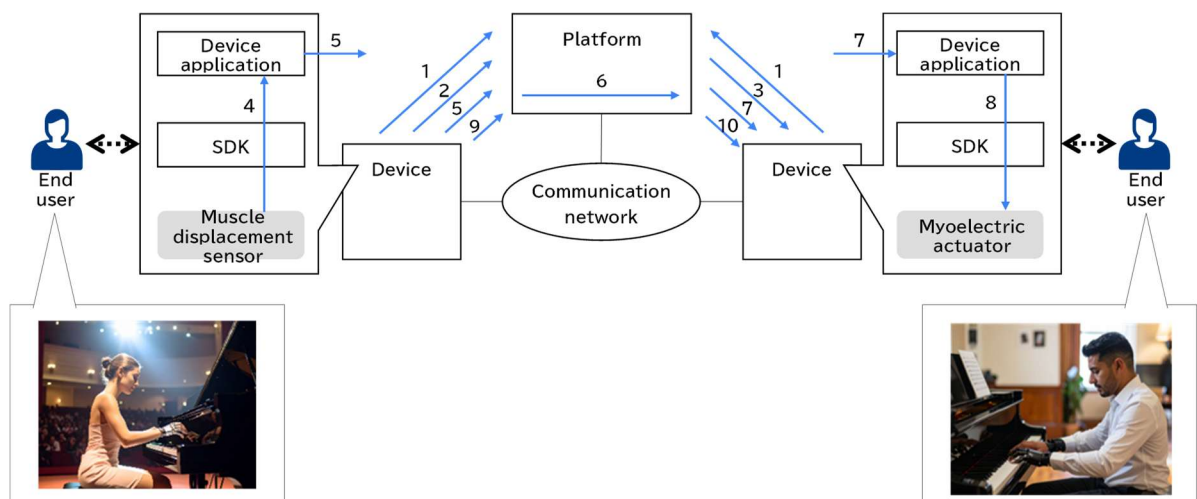 Device
application
5
4
SDK
Muscle
displacement
sensor
End
user
1
2
5
9
Device
Platform
6
Communication
network
1
3
7
10
Device
7
Device
application
8
SDK
Myoelectric
actuator
End
user